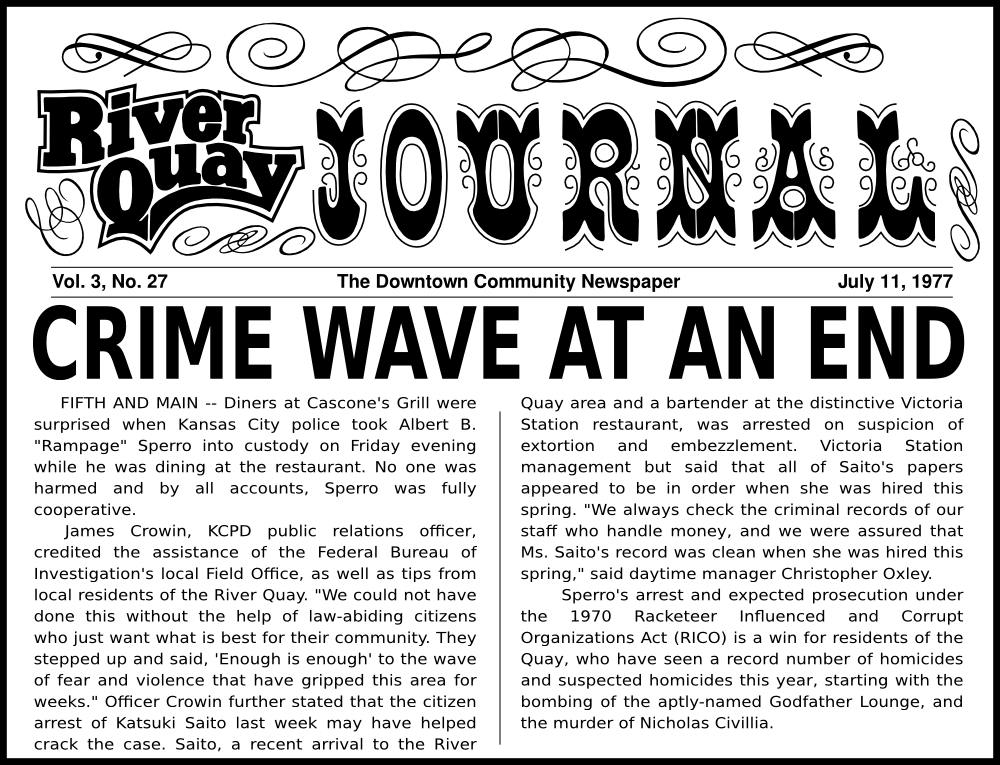 River Quay JOURNAL
Vol. 3, No. 27 The Downtown Community Newspaper July 11, 1977
CRIME WAVE AT AN END
FIFTH AND MAIN -- Diners at Cascone's Grill were
surprised when Kansas City police took Albert B.
"Rampage" Sperro into custody on Friday evening
while he was dining at the restaurant. No one was
harmed and by all accounts, Sperro was fully
cooperative.
James Crowin, KCPD public relations officer,
credited the assistance of the Federal Bureau of
Investigation's local Field Office, as well as tips from
local residents of the River Quay. "We could not have
done this without the help of law-abiding citizens
who just want what is best for their community. They
stepped up and said, 'Enough is enough' to the wave
of fear and violence that have gripped this area for
weeks." Officer Crowin further stated that the citizen
arrest of Katsuki Saito last week may have helped
crack the case. Saito, a recent arrival to the River
Quay area and a bartender at the distinctive Victoria
Station restaurant, was arrested on suspicion of
extortion and embezzlement. Victoria Station
management but said that all of Saito's papers
appeared to be in order when she was hired this
spring. "We always check the criminal records of our
staff who handle money, and we were assured that
Ms. Saito's record was clean when she was hired this
spring," said daytime manager Christopher Oxley.
Sperro's arrest and expected prosecution under
the 1970 Racketeer Influenced and Corrupt
Organizations Act (RICO) is a win for residents of the
Quay, who have seen a record number of homicides
and suspected homicides this year, starting with the
bombing of the aptly-named Godfather Lounge, and
the murder of Nicholas Civillia.